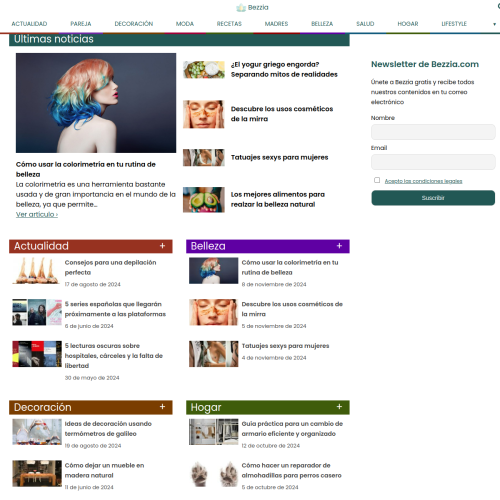 Bezzia
ACTUALIDAD PAREJA DECORACIÓN MODA RECETAS MADRES BELLEZA SALUD HOGAR LIFESTYLE
Últimas noticias
Cómo usar la colorimetría en tu rutina de
belleza
La colorimetría es una herramienta bastante
usada y de gran importancia en el mundo de la
belleza, ya que permite…
Ver artículo ›
¿El yogur griego engorda?
Separando mitos de realidades
Descubre los usos cosméticos
de la mirra
Tatuajes sexys para mujeres
Los mejores alimentos para
realzar la belleza natural
Newsletter de Bezzia.com
Únete a Bezzia gratis y recibe todos
nuestros contenidos en tu correo
electrónico
Nombre
Email
Acepto las condiciones legales
Suscribir
Actualidad +
Consejos para una depilación
perfecta
17 de agosto de 2024
5 series españolas que llegarán
próximamente a las plataformas
6 de junio de 2024
5 lecturas oscuras sobre
hospitales, cárceles y la falta de
libertad
30 de mayo de 2024
Belleza +
Cómo usar la colorimetría en tu
rutina de belleza
8 de noviembre de 2024
Descubre los usos cosméticos de
la mirra
5 de noviembre de 2024
Tatuajes sexys para mujeres
4 de noviembre de 2024
Decoración +
Ideas de decoración usando
termómetros de galileo
19 de agosto de 2024
Cómo dejar un mueble en
madera natural
11 de junio de 2024
Hogar +
Guía práctica para un cambio de
armario eficiente y organizado
12 de octubre de 2024
Cómo hacer un reparador de
almohadillas para perros casero
5 de octubre de 2024